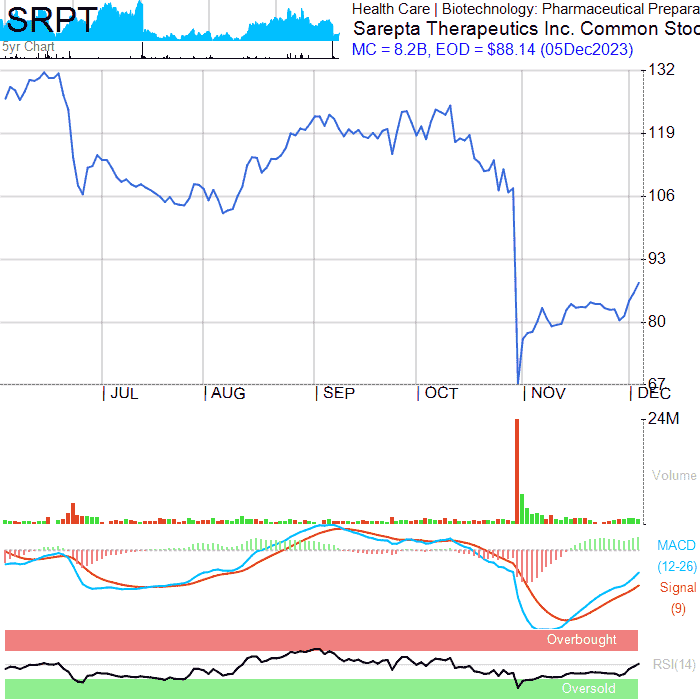 SRPT
5yr Chart
Health Care | Biotechnology: Pharmaceutical Prepara
Sarepta Therapeutics Inc. Common Stoc
MC = 8.2B, EOD = $88.14 (05Dec2023)
132
119
106
93
80
67
JUL
AUG
SEP
OCT
NOV
DEC
24M
Volume
MACD
(12-26)
Signal
(9)
Overbought
RSI(14)
Oversold